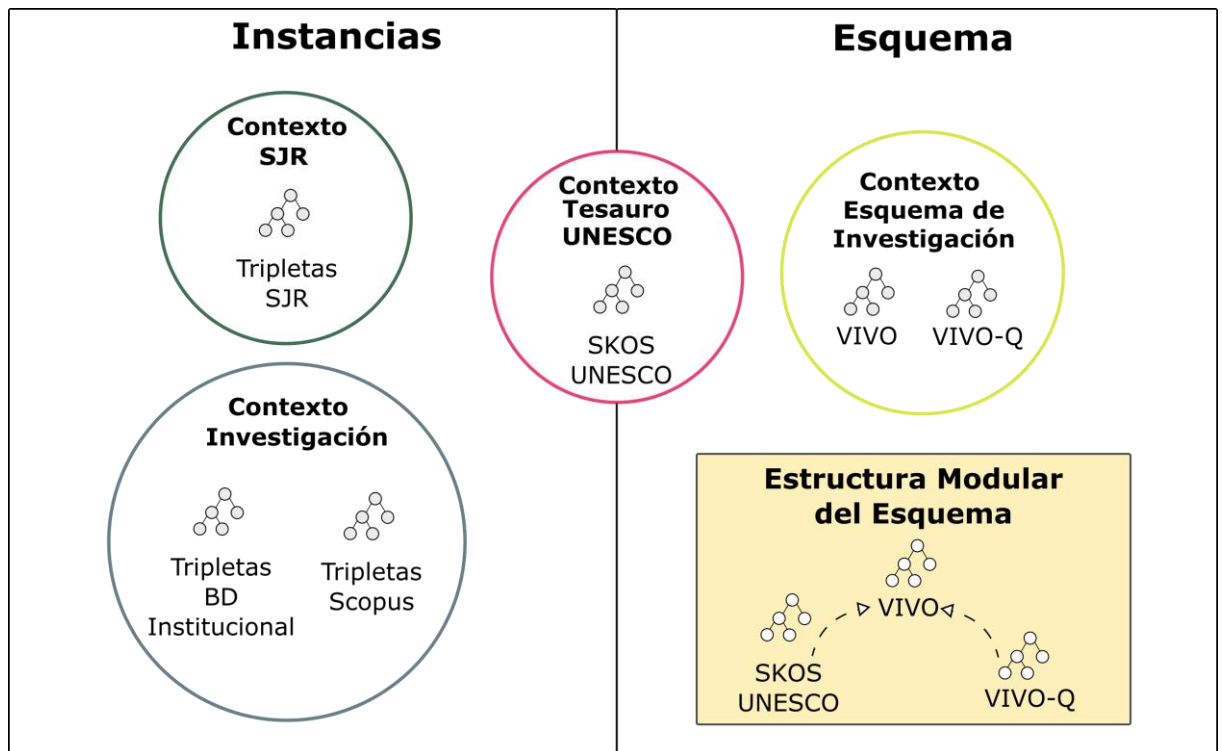 Instancias
Contexto
SJR
Tripletas
SJR
Contexto
Investigación
Tripletas
BD
Institucional
Tripletas
Scopus
Contexto
Tesauro
UNESCO
SKOS
UNESCO
Esquema
Contexto
Esquema de
Investigación
VIVO
VIVO-Q
Estructura Modular
del Esquema
VIVO
SKOS
UNESCO
VIVO-Q